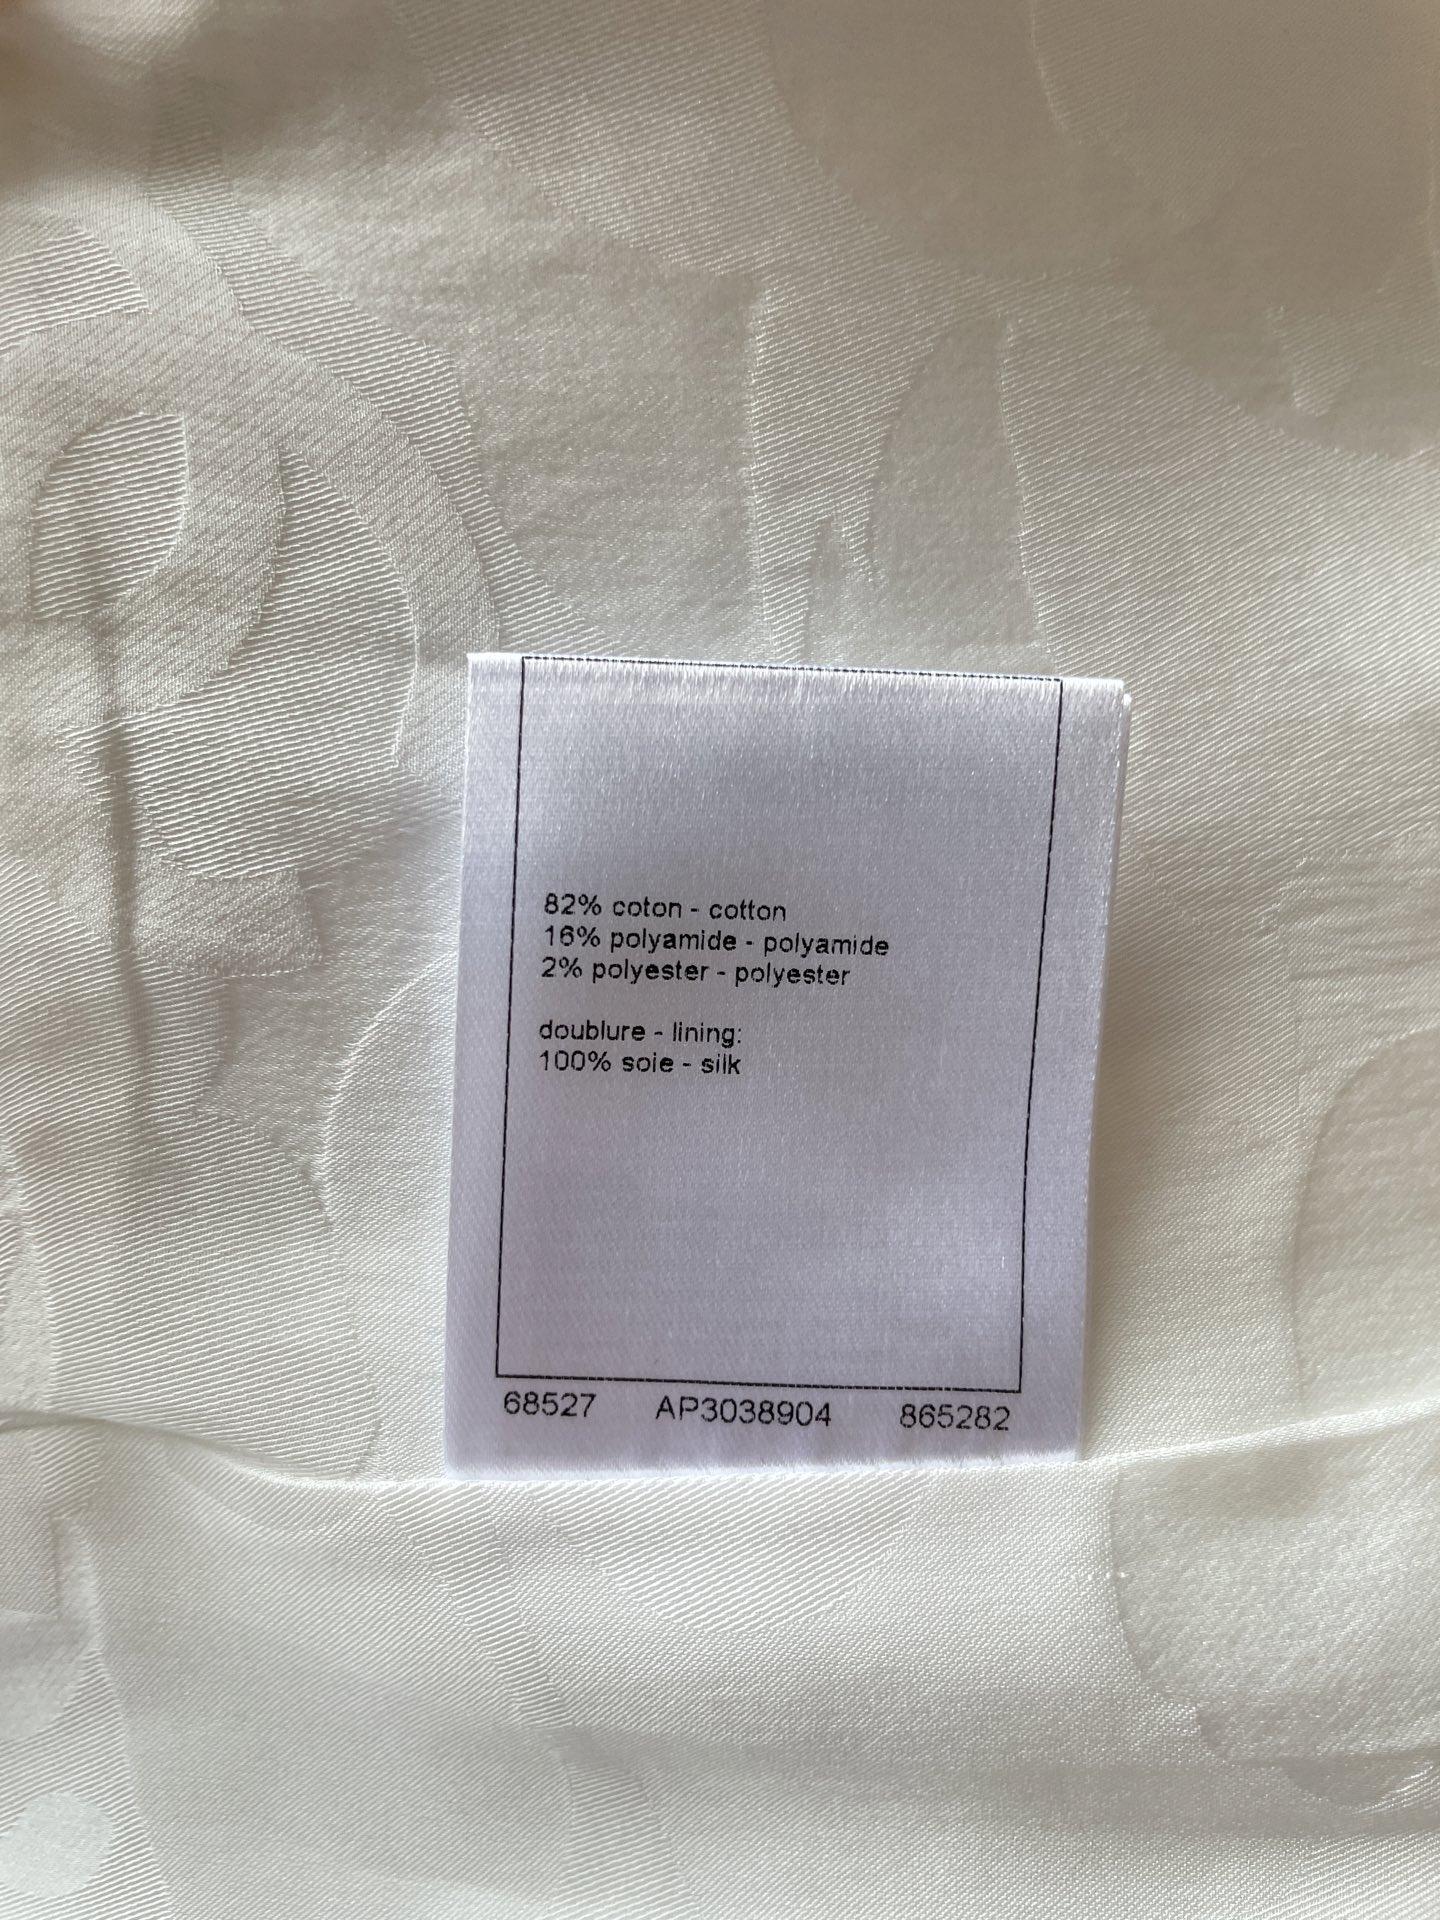 82% coton - cotton
16% polyamide - polyamide
2% polyester - polyester
doublure - lining:
100% soie - silk
68527 AP3038904 865282